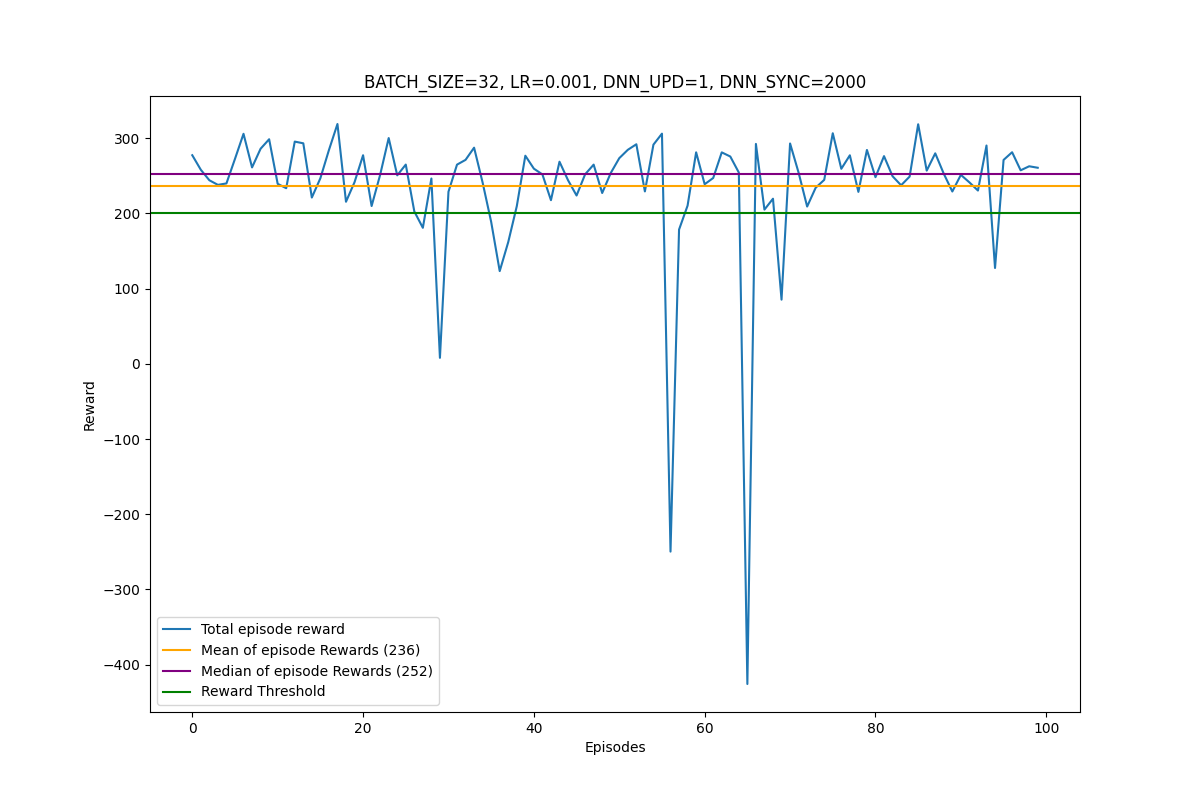 BATCH_SIZE=32, LR=0.001, DNN_UPD=1, DNN_SYNC=2000
300
200
100
0
−100
−200
−300
−400
Reward
Total episode reward
Mean of episode Rewards (236)
Median of episode Rewards (252)
Reward Threshold
0 20 40 60 80 100
Episodes